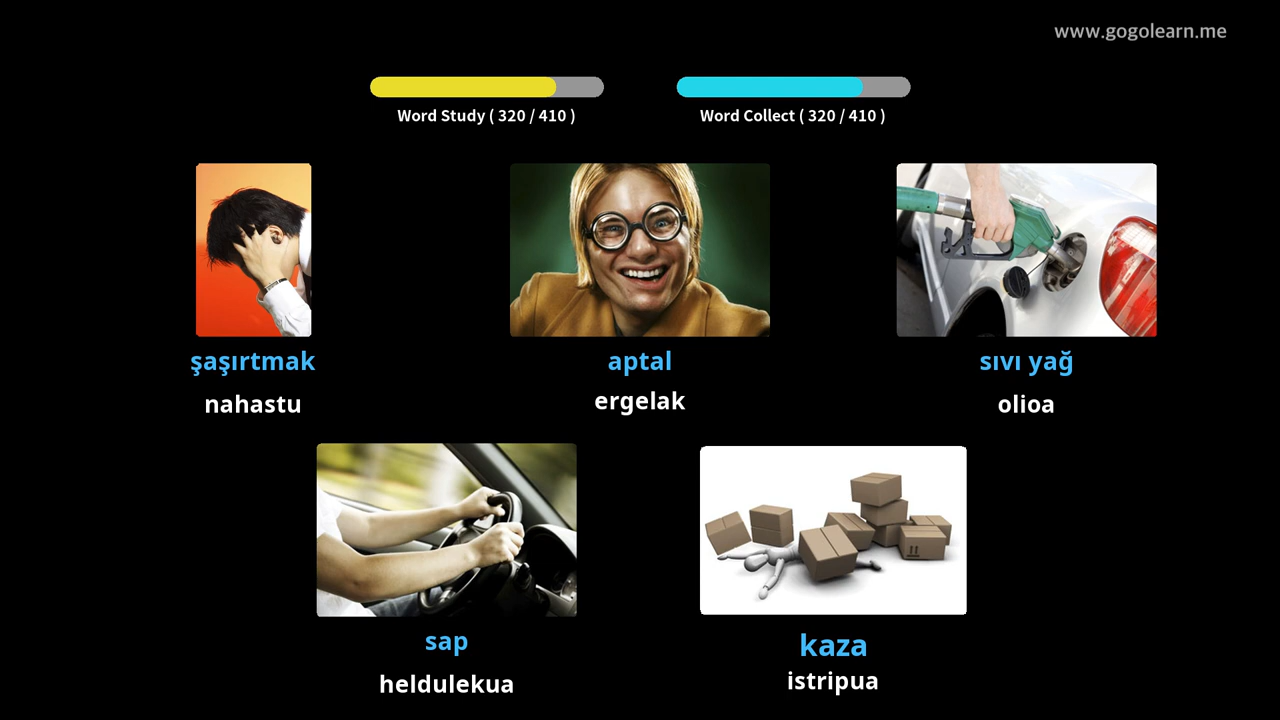 www.gogolearn.me
Word Study ( 320 / 410 )
Word Collect ( 320 / 410 )
şaşırtmak
nahastu
aptal
ergelak
sıvı yağ
olioa
sap
heldulekua
kaza
istripua